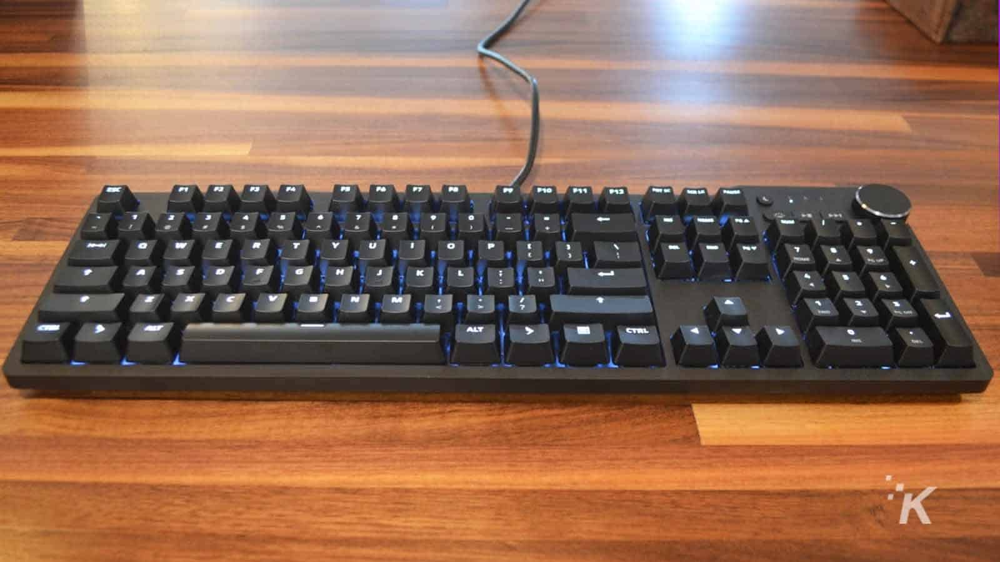 ESC F1 F2 F3 F4 F5 F6 F7 F8 F9 F10 F11 F12 PRT SC SCR LK PAUSE
~ 1 ! 2 @ 3 # 4 $ 5 % 6 ^ 7 & 8 * 9 ( 0 ) - _ = + INS HOME PG ▲ NUM / * -
Q W E R T Y U I O P [ { ] } \ | DEL END PG ▼ 7 HOME 8 ▲ 9 PG UP +
A S D F G H J K L ; : ' " 4 ◄ 5 6 ►
Z X C V B N M , < . > / ? ▲ 1 END 2 ▼ 3 PG DN
CTRL ALT ALT CTRL ◄ ▼ ► 0 INS . DEL
K